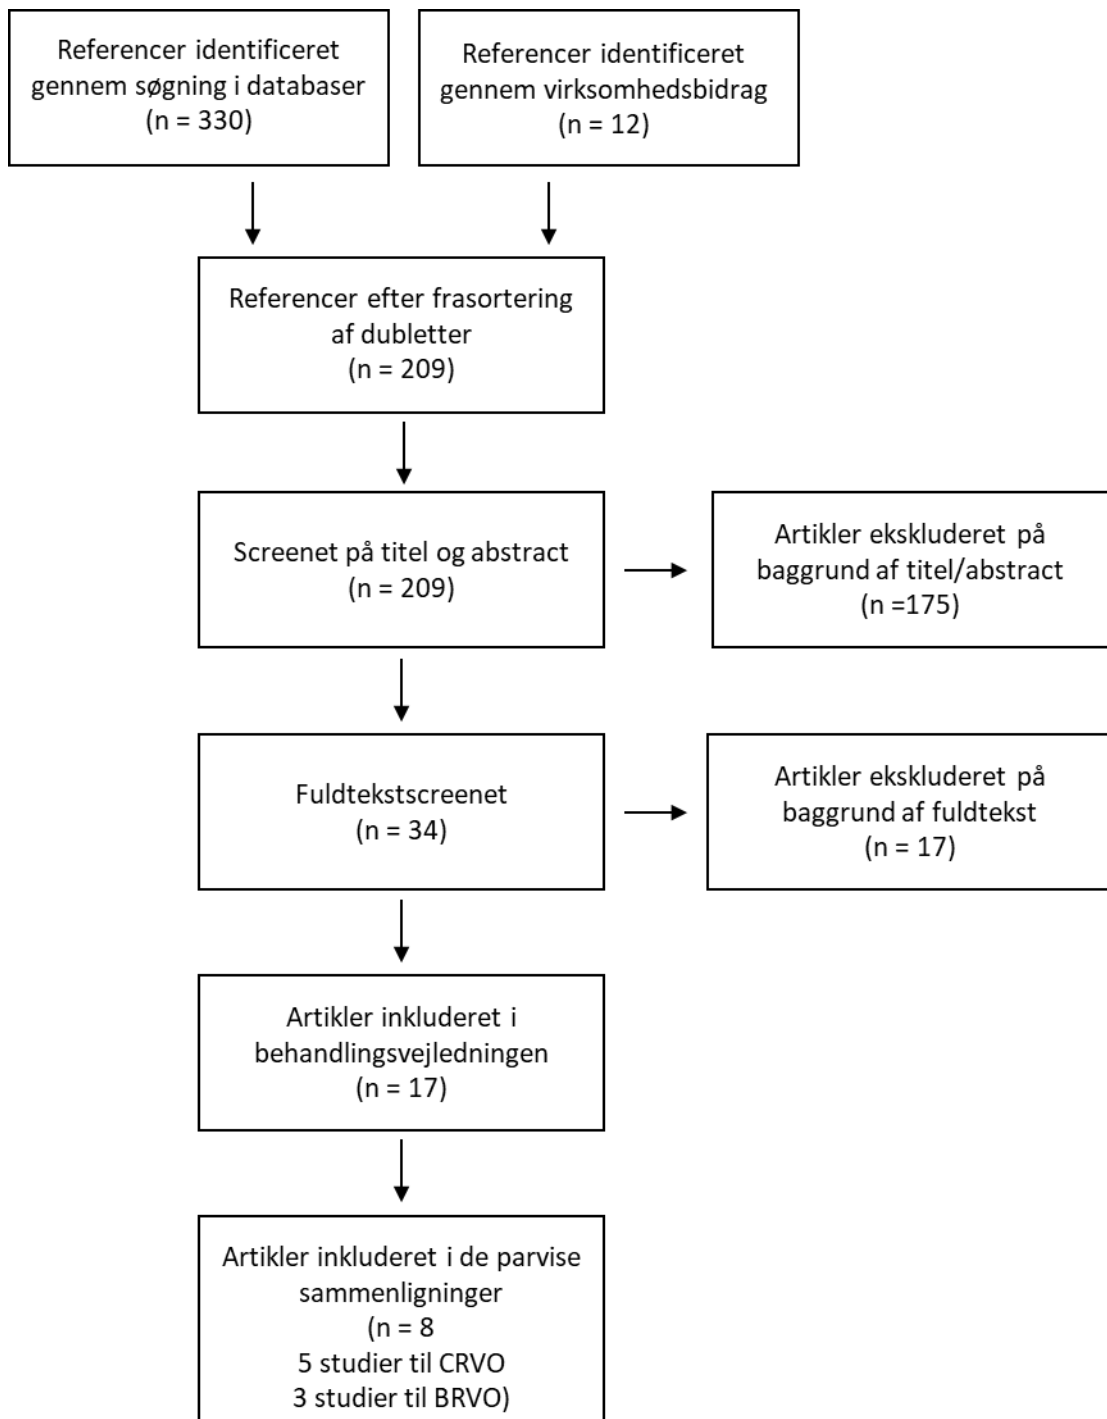 Referencer identificeret
gennem søgning i databaser
(n = 330)
Referencer identificeret
gennem virksomhedsbidrag
(n = 12)
Referencer efter frasortering
af dubletter
(n = 209)
Screenet på titel og abstract
(n = 209)
Artikler ekskluderet på
baggrund af titel/abstract
(n =175)
Fuldtekstscreenet
(n = 34)
Artikler ekskluderet på
baggrund af fuldtekst
(n = 17)
Artikler inkluderet i
behandlingsvejledningen
(n = 17)
Artikler inkluderet i de parvise
sammenligninger
(n = 8
5 studier til CRVO
3 studier til BRVO)